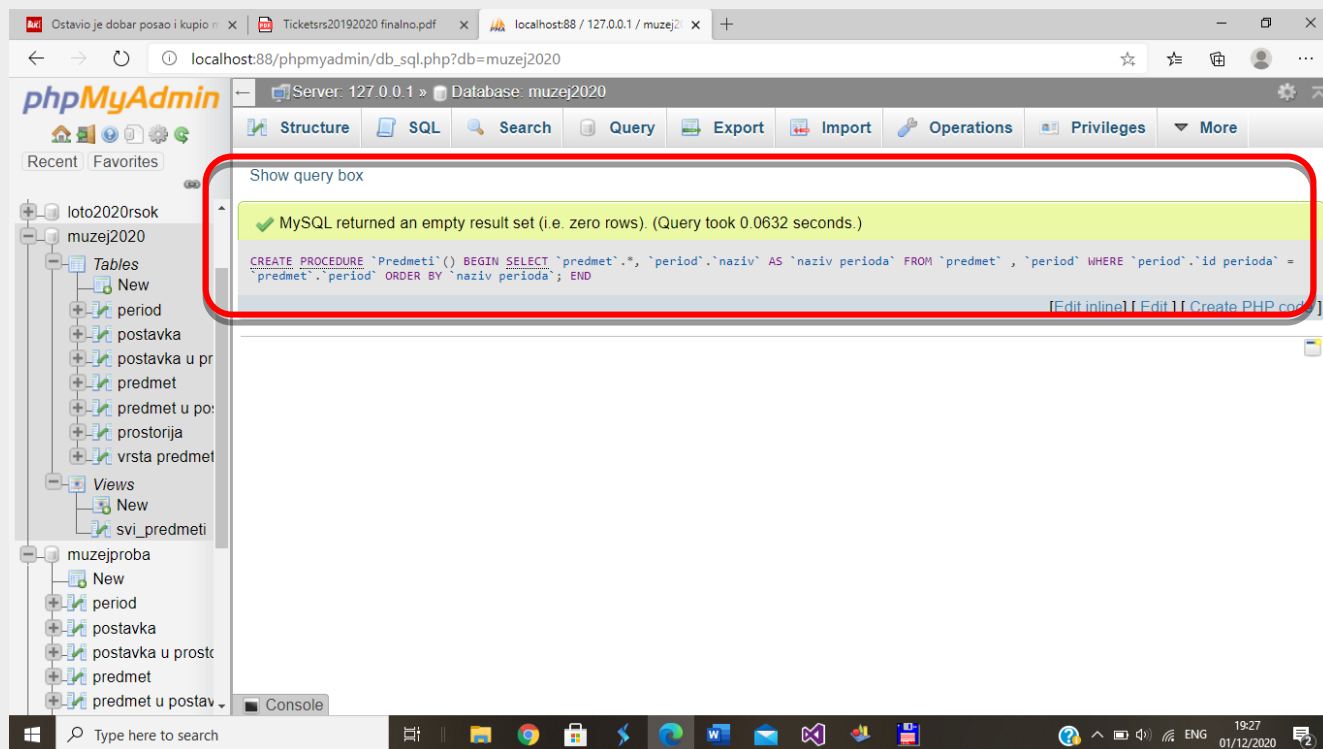 Ostavio je dobar posao i kupio
Ticketsrs20192020 finalno.pdf
localhost:88 / 127.0.0.1 / muzej2
localhost:88/phpmyadmin/db_sql.php?db=muzej2020
phpMyAdmin
Recent Favorites
loto2020rsok
muzej2020
Tables
New
period
postavka
postavka u pr
predmet
predmet u po
prostorija
vrsta predmet
Views
New
svi_predmeti
muzejproba
New
period
postavka
postavka u prosto
predmet
predmet u postav
Server: 127.0.0.1 » Database: muzej2020
Structure SQL Search Query Export Import Operations Privileges More
Show query box
MySQL returned an empty result set (i.e. zero rows). (Query took 0.0632 seconds.)
CREATE PROCEDURE `Predmeti`() BEGIN SELECT `predmet`.*, `period`.`naziv` AS `naziv perioda` FROM `predmet` , `period` WHERE `period`.`id perioda` =
`predmet`.`period` ORDER BY `naziv perioda`; END
[Edit inline] [ Edit ] [ Create PHP code ]
Console
Type here to search
ENG
19:27
01/12/2020
2